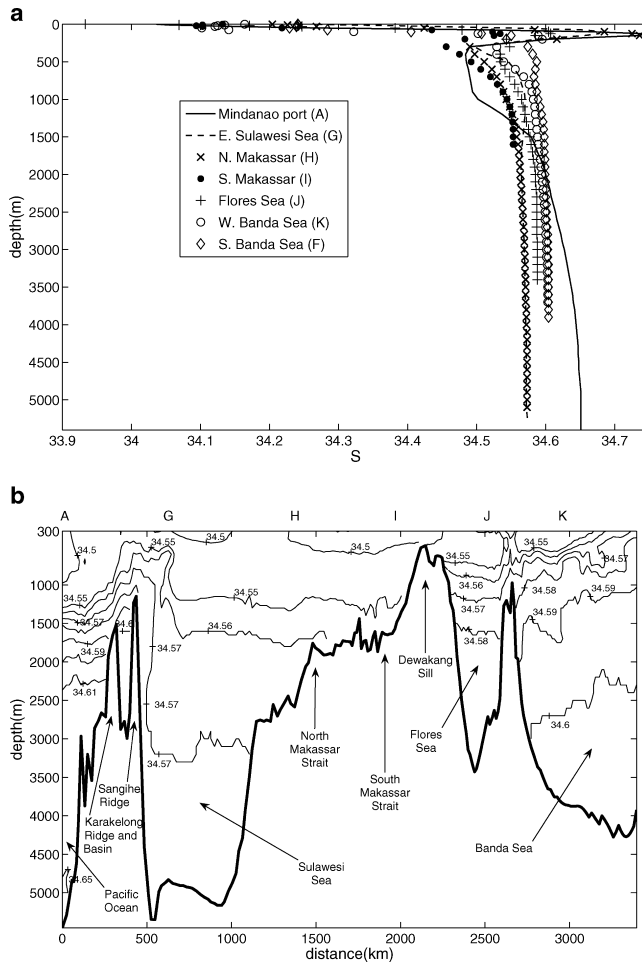 a
0
500
1000
1500
2000
2500
3000
3500
4000
4500
5000
depth(m)
Mindanao port (A)
E. Sulawesi Sea (G)
N. Makassar (H)
S. Makassar (I)
Flores Sea (J)
W. Banda Sea (K)
S. Banda Sea (F)
33.9 34 34.1 34.2 34.3 34.4 34.5 34.6 34.7
S
b
A G H I J K
300
1000
1500
2000
2500
3000
3500
4000
4500
5000
depth(m)
34.5 34.55 34.5 34.5 34.55 34.55 34.57
34.55 34.55 34.56 34.58 34.59
34.57 34.6 34.56 34.57 34.59
34.59 34.57 34.58
34.61
34.57 34.6
34.57
34.65
Dewakang
Sill
Flores
Sea
North
Makassar
Strait
South
Makassar
Strait
Sangihe
Ridge
Karakelong
Ridge and
Basin
Pacific
Ocean
Sulawesi
Sea
Banda Sea
0 500 1000 1500 2000 2500 3000
distance(km)